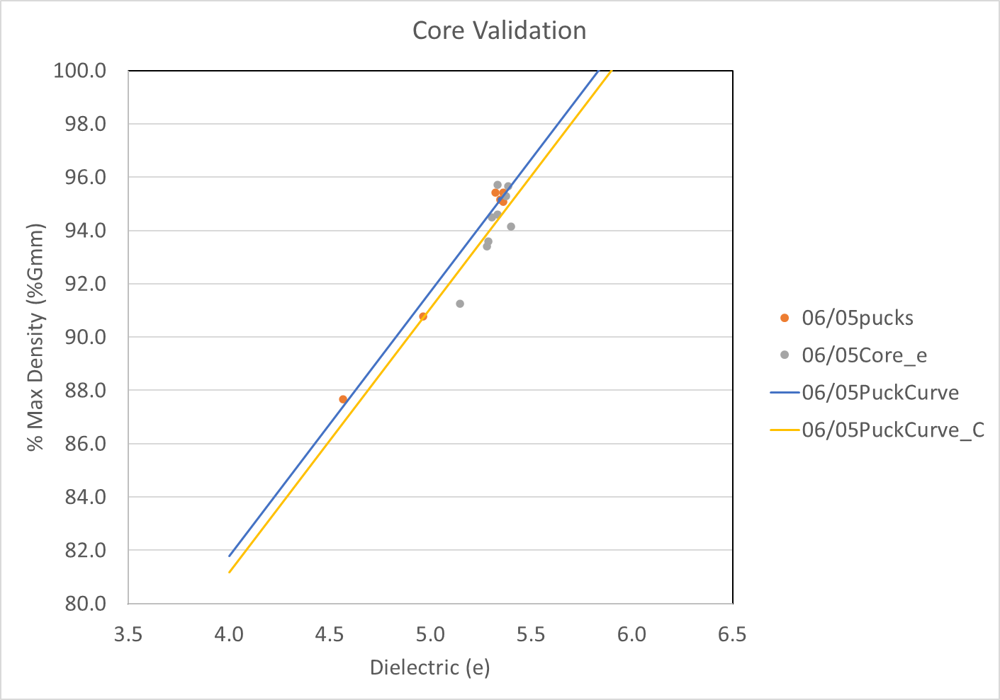 Core Validation
100.0
98.0
96.0
94.0
92.0
90.0
88.0
86.0
84.0
82.0
80.0
% Max Density (%Gmm)
3.5 4.0 4.5 5.0 5.5 6.0 6.5
Dielectric (e)
06/05pucks
06/05Core_e
06/05PuckCurve
06/05PuckCurve_C